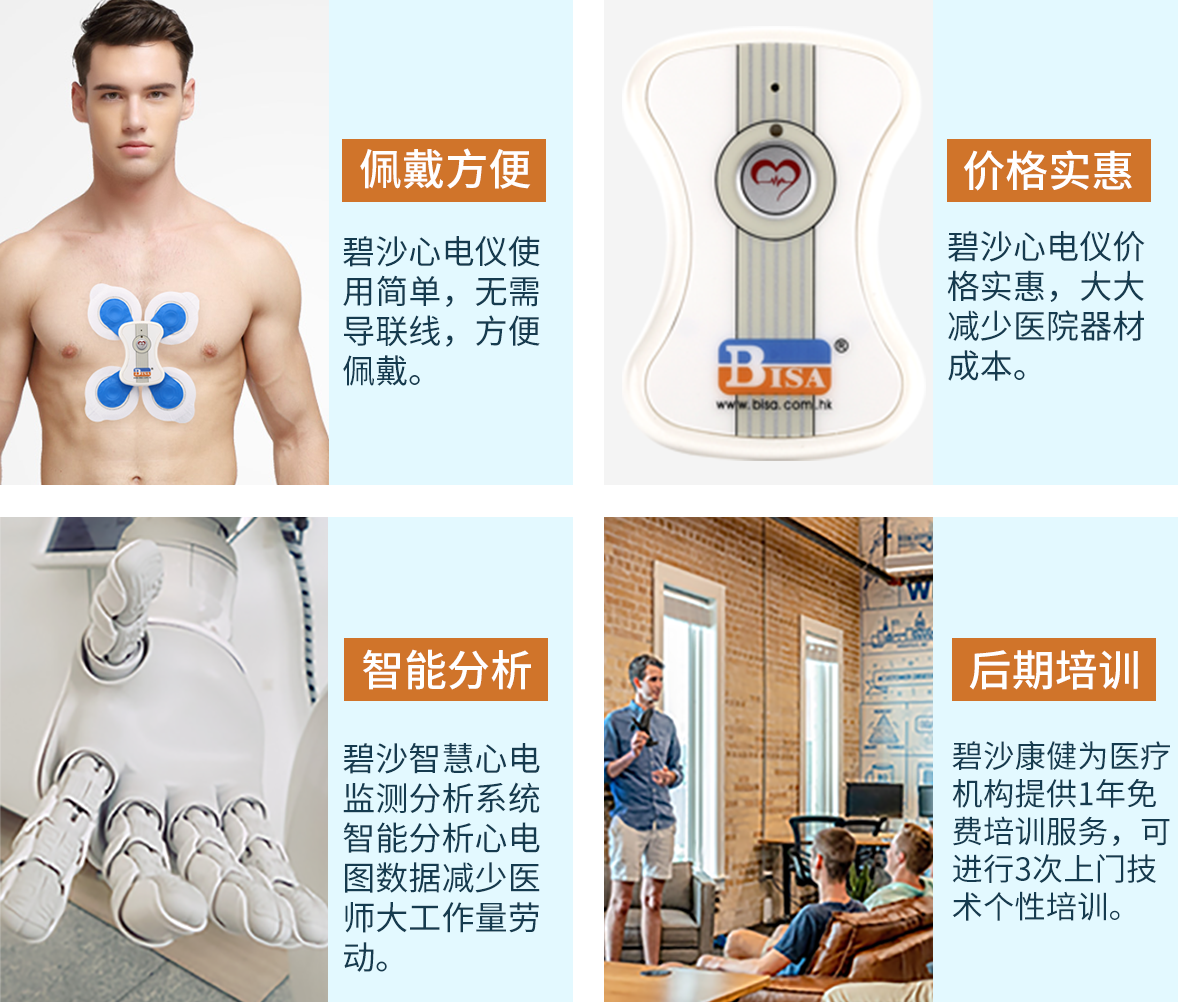 佩戴方便
碧沙心电仪使
用简单，无需
导联线，方便
佩戴。
BISA
价格实惠
碧沙心电仪价
格实惠，大大
减少医院器材
成本。
BISA®
www.bisa.com.hk
智能分析
碧沙智慧心电
监测分析系统
智能分析心电
图数据减少医
师大工作量劳
动。
后期培训
碧沙康健为医疗
机构提供1年免
费培训服务，可
进行3次上门技
术个性培训。
W